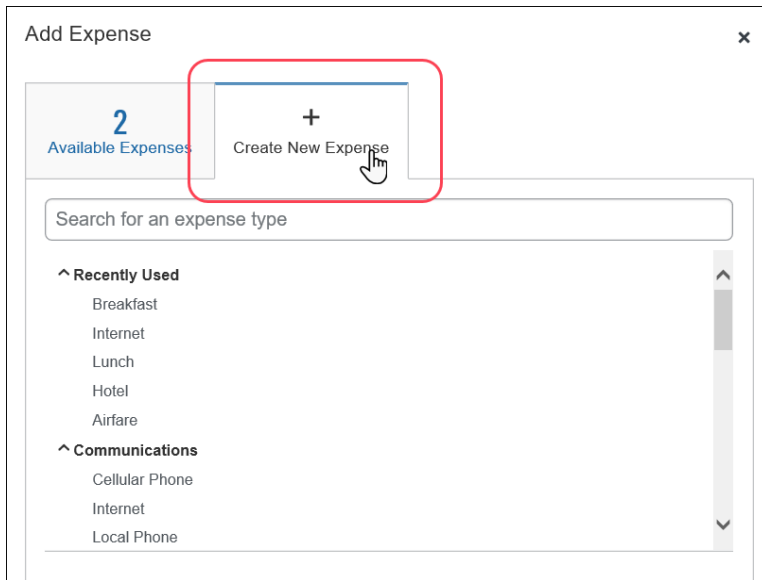 Add Expense
2
Available Expenses
+
Create New Expense
Search for an expense type
Recently Used
Breakfast
Internet
Lunch
Hotel
Airfare
Communications
Cellular Phone
Internet
Local Phone